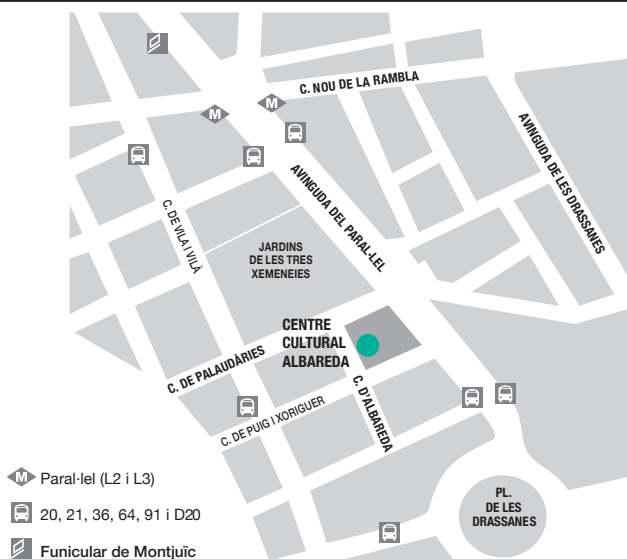 C. NOU DE LA RAMBLA
M
M
AVINGUDA DE LES DRASSANES
AVINGUDA DEL PARAL·LEL
C. DE VILA I VILÀ
JARDINS
DE LES TRES
XEMENEIES
CENTRE
CULTURAL
ALBAREDA
C. DE PALAUDÀRIES
C. D'ALBAREDA
C. DE PUIG I XORIGUER
M Paral·lel (L2 i L3)
20, 21, 36, 64, 91 i D20
Funicular de Montjuïc
PL.
DE LES
DRASSANES